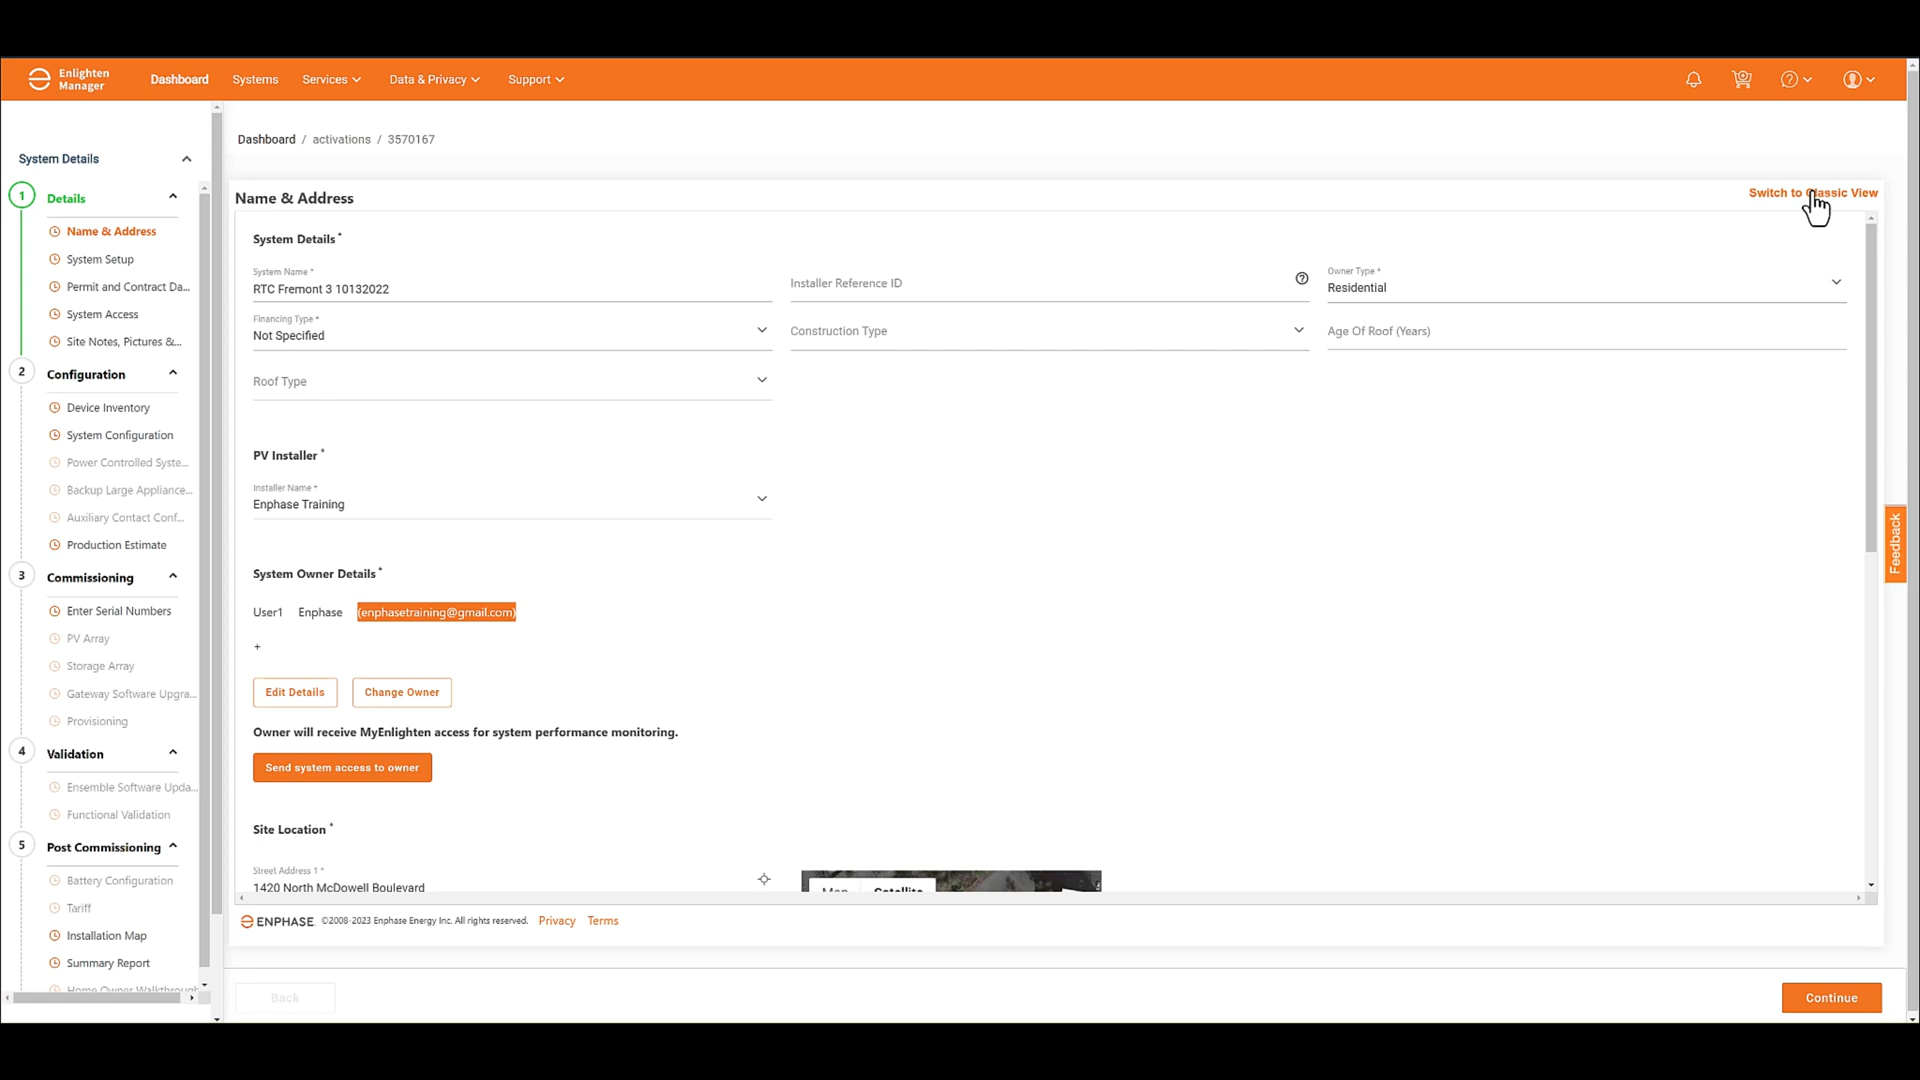 Enlighten
Manager
Dashboard
Systems
Services
Data & Privacy
Support
Dashboard / activations / 3570167
System Details
1
Details
Name & Address
System Setup
Permit and Contract Da...
System Access
Site Notes, Pictures &...
2
Configuration
Device Inventory
System Configuration
Power Controlled Syste...
Backup Large Appliance...
Auxiliary Contact Conf...
Production Estimate
3
Commissioning
Enter Serial Numbers
PV Array
Storage Array
Gateway Software Upgra...
Provisioning
4
Validation
Ensemble Software Upda...
Functional Validation
5
Post Commissioning
Battery Configuration
Tariff
Installation Map
Summary Report
Home Owner Walkthrough
Name & Address
Switch to Classic View
System Details *
System Name *
RTC Fremont 3 10132022
Installer Reference ID
Owner Type *
Residential
Financing Type *
Not Specified
Construction Type
Age Of Roof (Years)
Roof Type
PV Installer *
Installer Name *
Enphase Training
System Owner Details *
User1 Enphase (enphasetraining@gmail.com)
+
Edit Details
Change Owner
Owner will receive MyEnlighten access for system performance monitoring.
Send system access to owner
Site Location *
Street Address 1 *
1420 North McDowell Boulevard
Map
Satellite
Feedback
ENPHASE. ©2008-2023 Enphase Energy Inc. All rights reserved. Privacy Terms
Back
Continue